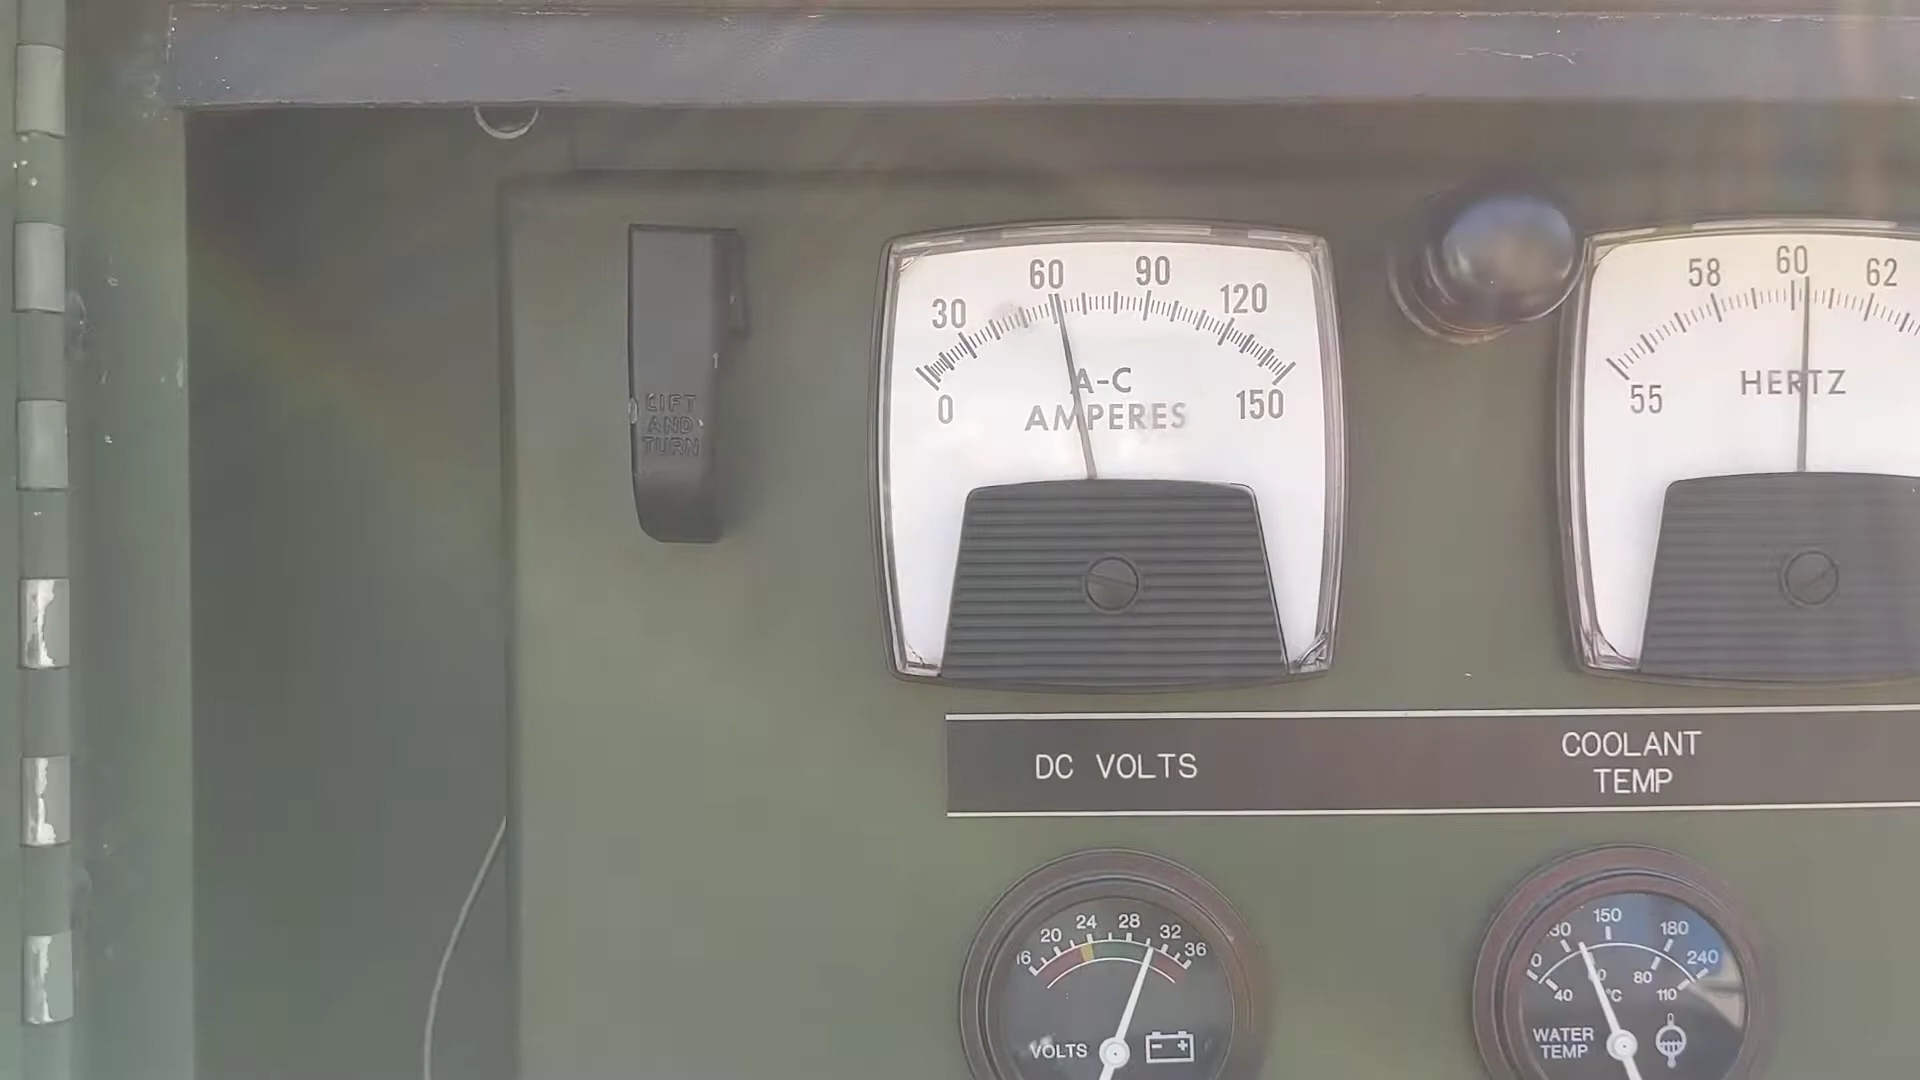 LIFT
AND
TURN
0 30 60 90 120 150
A-C
AMPERES
55 58 60 62
HERTZ
DC VOLTS
COOLANT
TEMP
20 24 28 32 36
VOLTS
- +
150 180 240
40 80 110
°C
WATER
TEMP